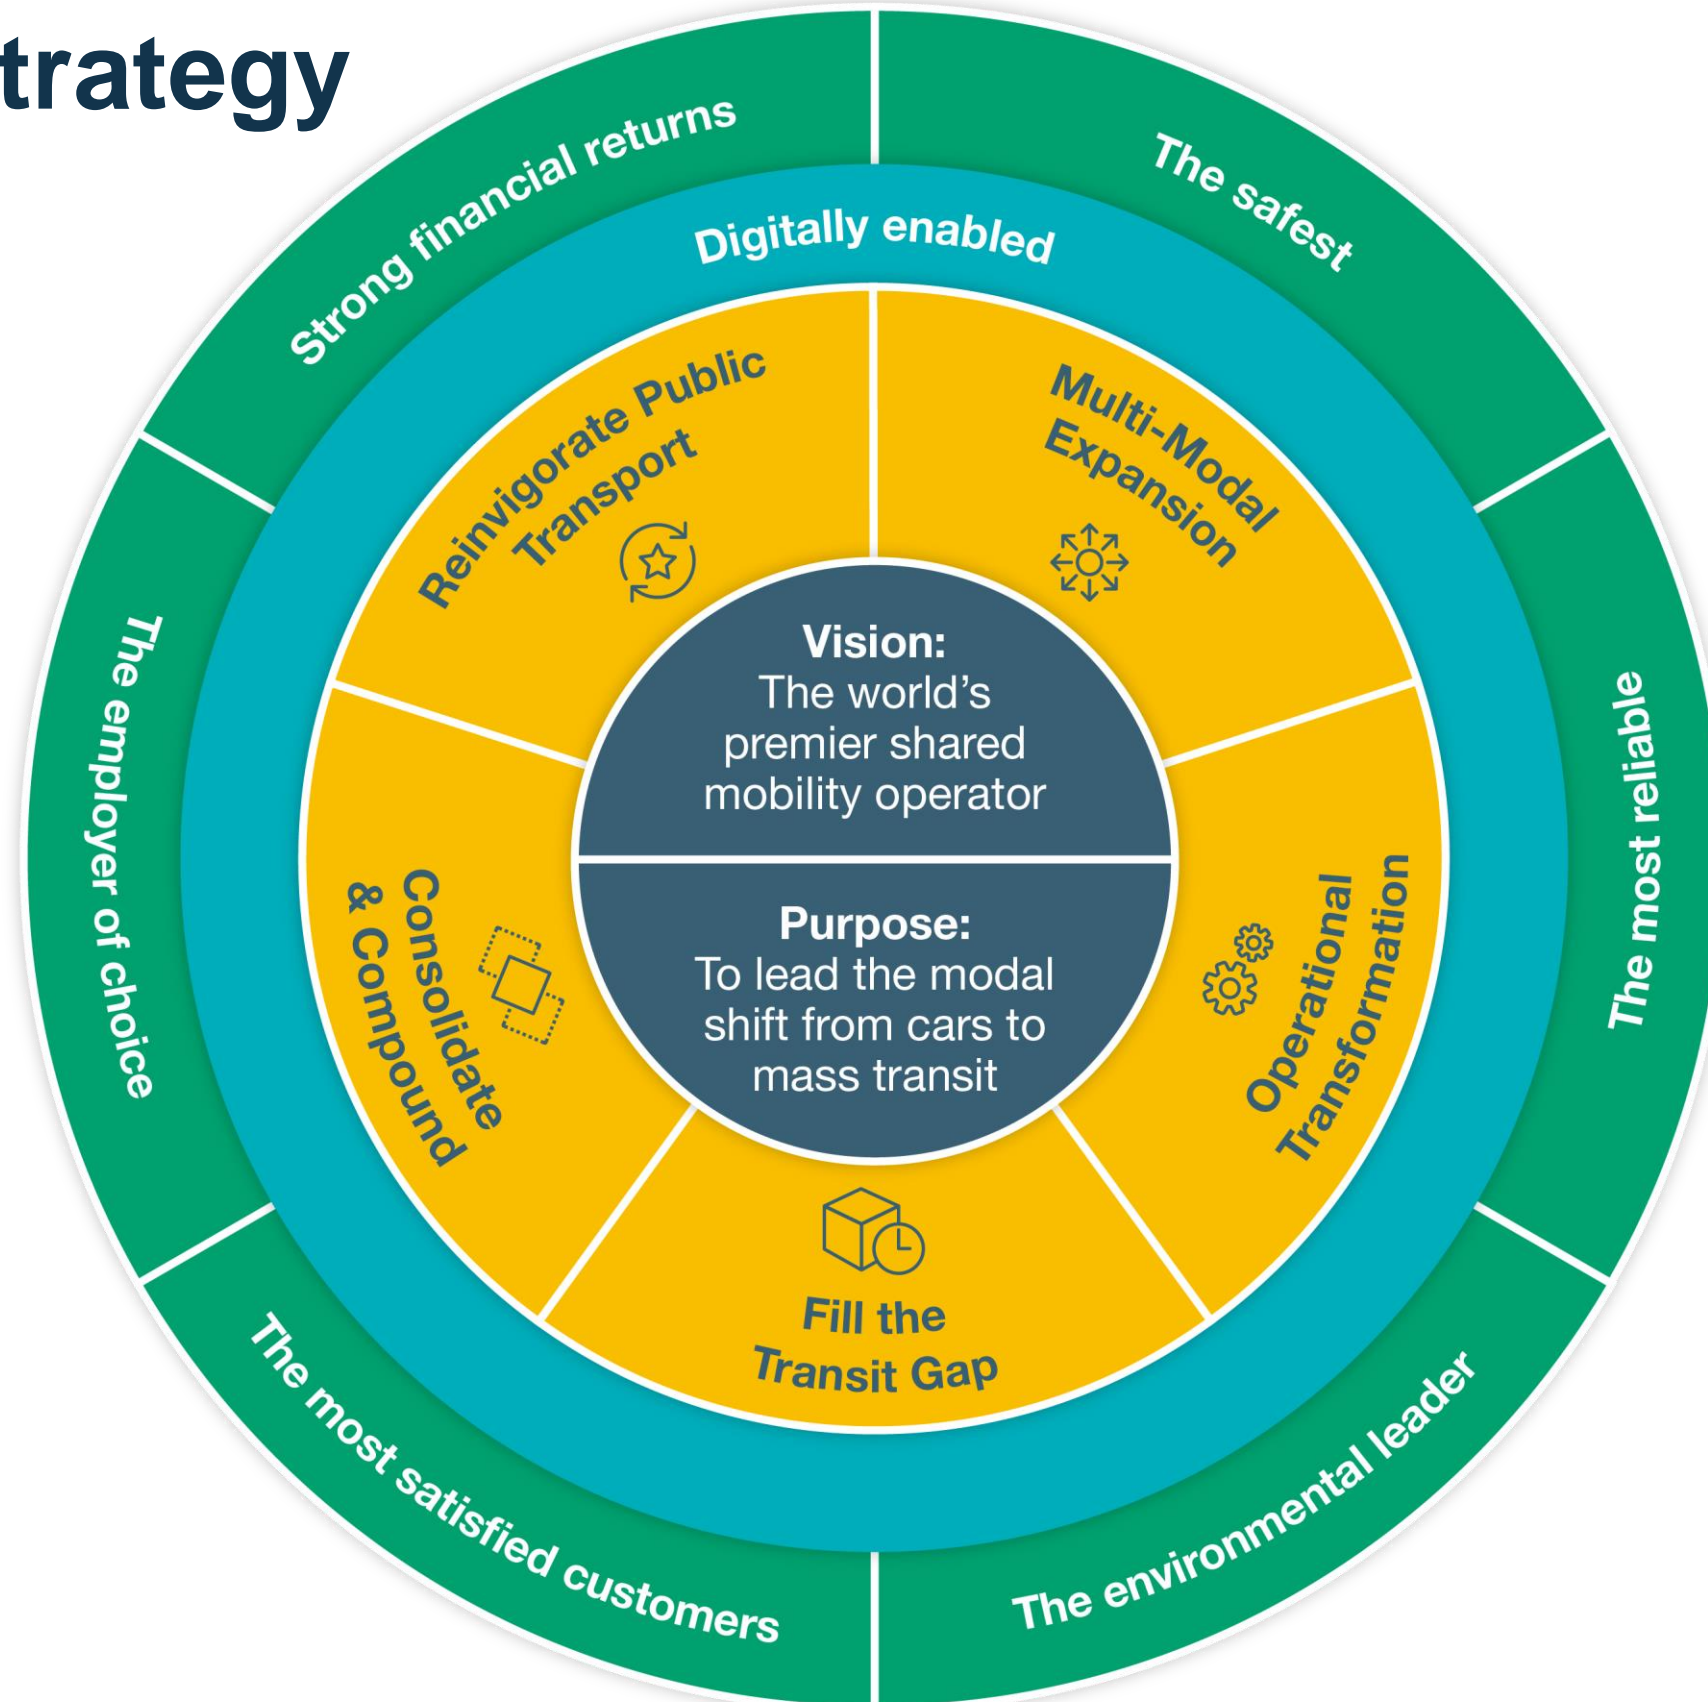 trategy
Strong financial returns
The safest
Digitally enabled
Reinvigorate Public
Transport
Multi-Modal
Expansion
Vision:
The world’s
premier shared
mobility operator
The employer of choice
The most reliable
Purpose:
To lead the modal
shift from cars to
mass transit
Consolidate
& Compound
Operational
Transformation
Fill the
Transit Gap
The most satisfied customers
The environmental leader